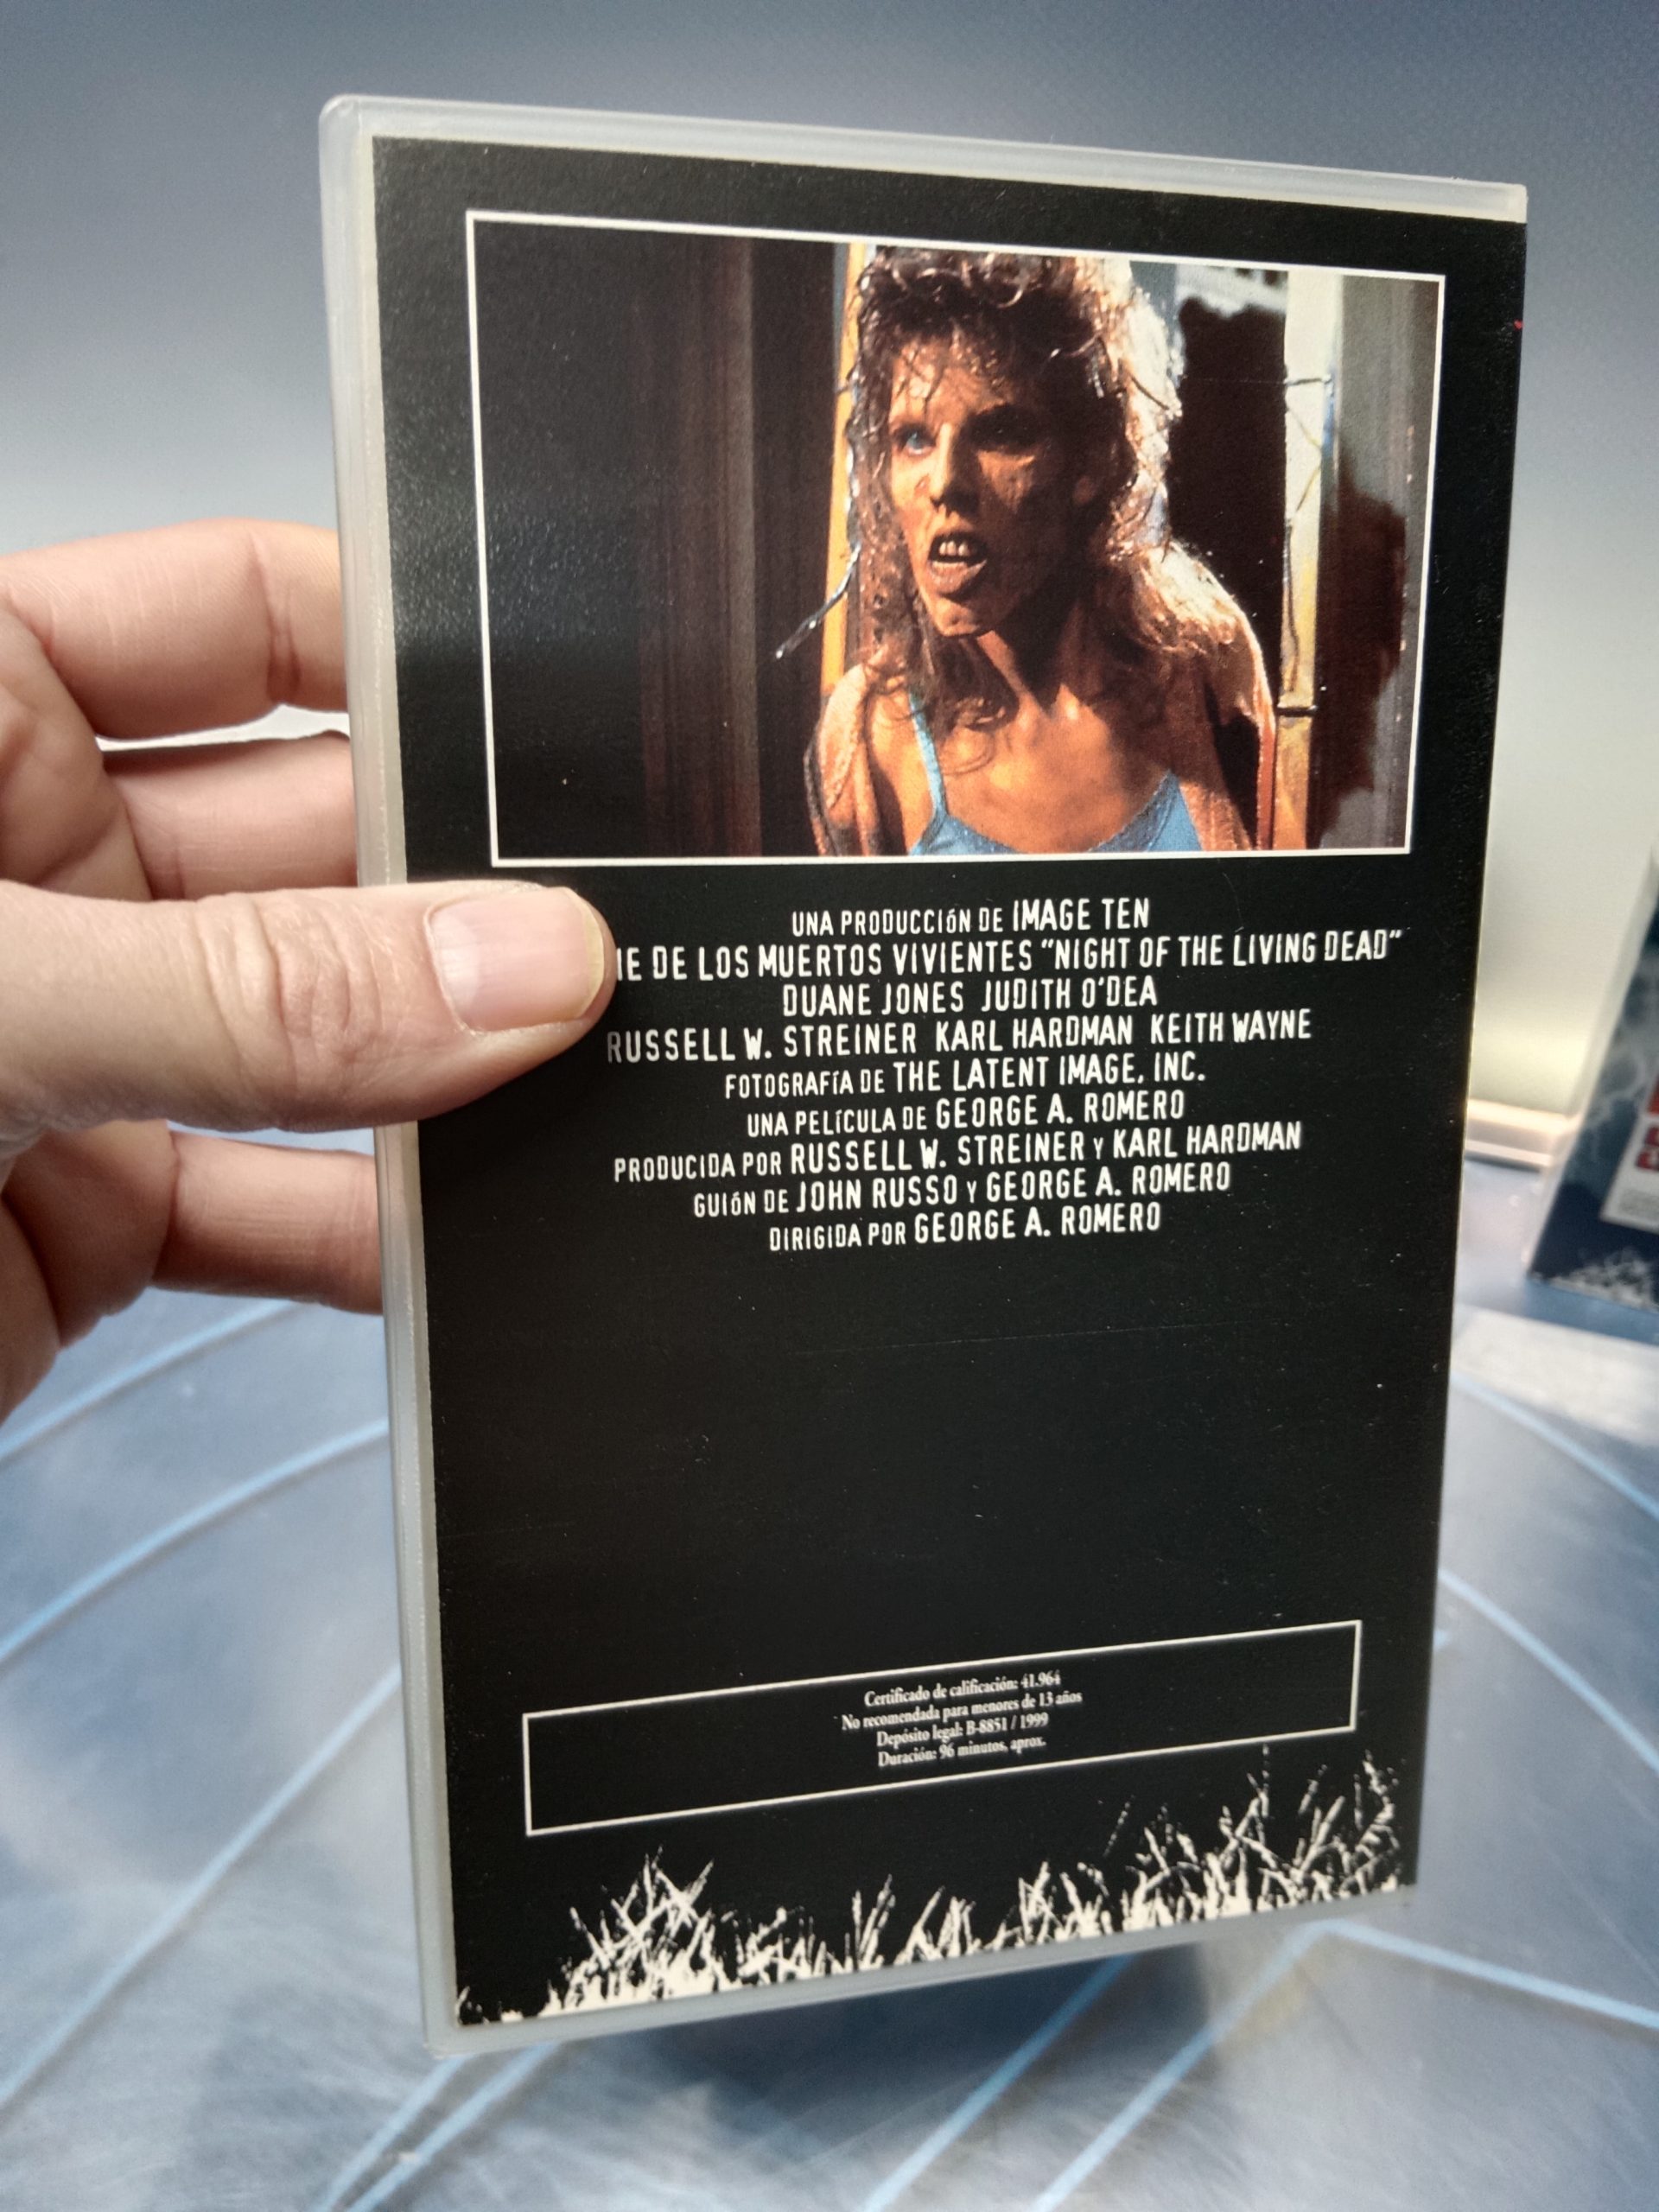 UNA PRODUCCIóN DE IMAGE TEN
DE LOS MUERTOS VIVIENTES "NIGHT OF THE LIVING DEAD"
DUANE JONES JUDITH O'DEA
RUSSELL W. STREINER KARL HARDMAN KEITH WAYNE
FOTOGRAFíA DE THE LATENT IMAGE, INC.
UNA PELíCULA DE GEORGE A. ROMERO
PRODUCIDA POR RUSSELL W. STREINER Y KARL HARDMAN
GUIóN DE JOHN RUSSO Y GEORGE A. ROMERO
DIRIGIDA POR GEORGE A. ROMERO
Certificado de calificación: 41.964
No recomendada para menores de 13 años
Depósito legal: B-8851 / 1999
Duración: 96 minutos, aprox.